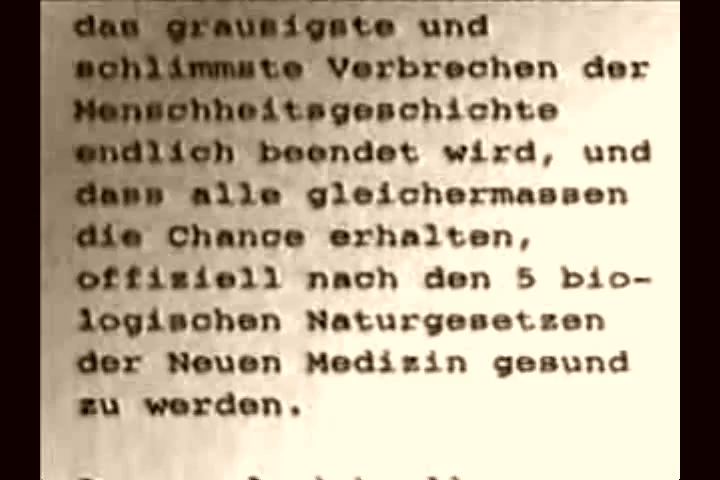 das grausigste und
schlimmste Verbrechen der
Menschheitsgeschichte
endlich beendet wird, und
dass alle gleichermassen
die Chance erhalten,
offiziell nach den 5 bio-
logischen Naturgesetzen
der Neuen Medizin gesund
zu werden.